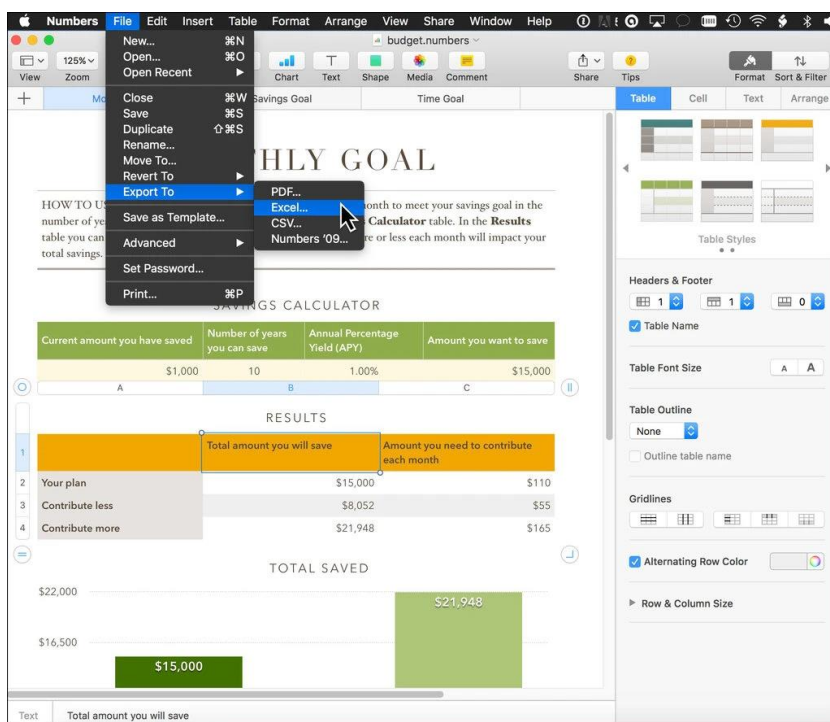 Numbers File Edit Insert Table Format Arrange View Share Window Help
budget.numbers
125%
View Zoom Chart Text Shape Media Comment Share Tips Format Sort & Filter
Mo
Savings Goal
Time Goal
New... ⌘N
Open... ⌘O
Open Recent
Close ⌘W
Save ⌘S
Duplicate ⇧⌘S
Rename...
Move To...
Revert To
Export To
Save as Template...
Advanced
Set Password...
Print... ⌘P
PDF...
Excel...
CSV...
Numbers '09...
THLY GOAL
HOW TO US onth to meet your savings goal in the
number of ye Calculator table. In the Results
table you can re or less each month will impact your
total savings.
SAVINGS CALCULATOR
Current amount you have saved Number of years you can save Annual Percentage Yield (APY) Amount you want to save
$1,000 10 1.00% $15,000
A B C
RESULTS
1 Total amount you will save Amount you need to contribute each month
2 Your plan $15,000 $110
3 Contribute less $8,052 $55
4 Contribute more $21,948 $165
TOTAL SAVED
$22,000
$21,948
$16,500
$15,000
Text Total amount you will save
Table Cell Text Arrange
Table Styles
Headers & Footer
1 1 0
Table Name
Table Font Size A A
Table Outline
None
Outline table name
Gridlines
Alternating Row Color
Row & Column Size